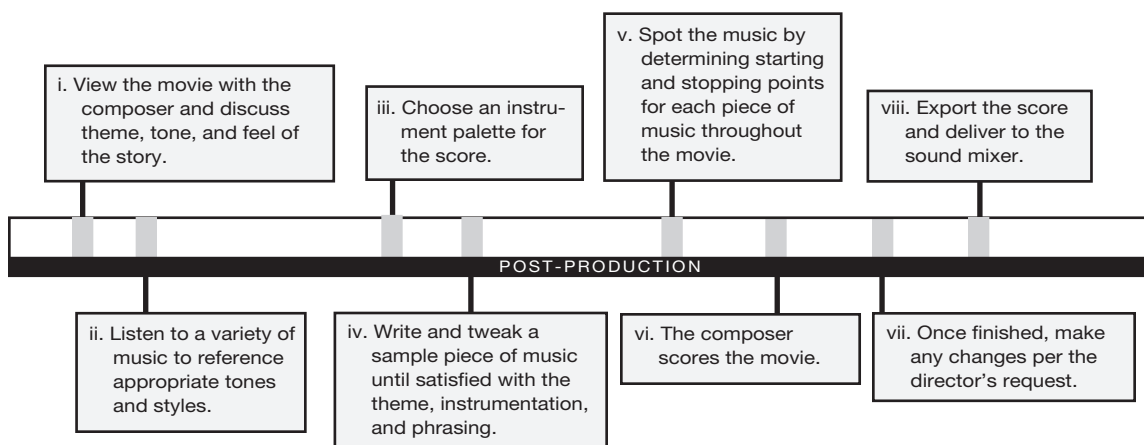 i. View the movie with the
composer and discuss
theme, tone, and feel of
the story.
ii. Listen to a variety of
music to reference
appropriate tones
and styles.
iii. Choose an instru-
ment palette for
the score.
iv. Write and tweak a
sample piece of music
until satisfied with the
theme, instrumentation,
and phrasing.
v. Spot the music by
determining starting
and stopping points
for each piece of
music throughout
the movie.
vi. The composer
scores the movie.
vii. Once finished, make
any changes per the
director’s request.
viii. Export the score
and deliver to the
sound mixer.
POST-PRODUCTION